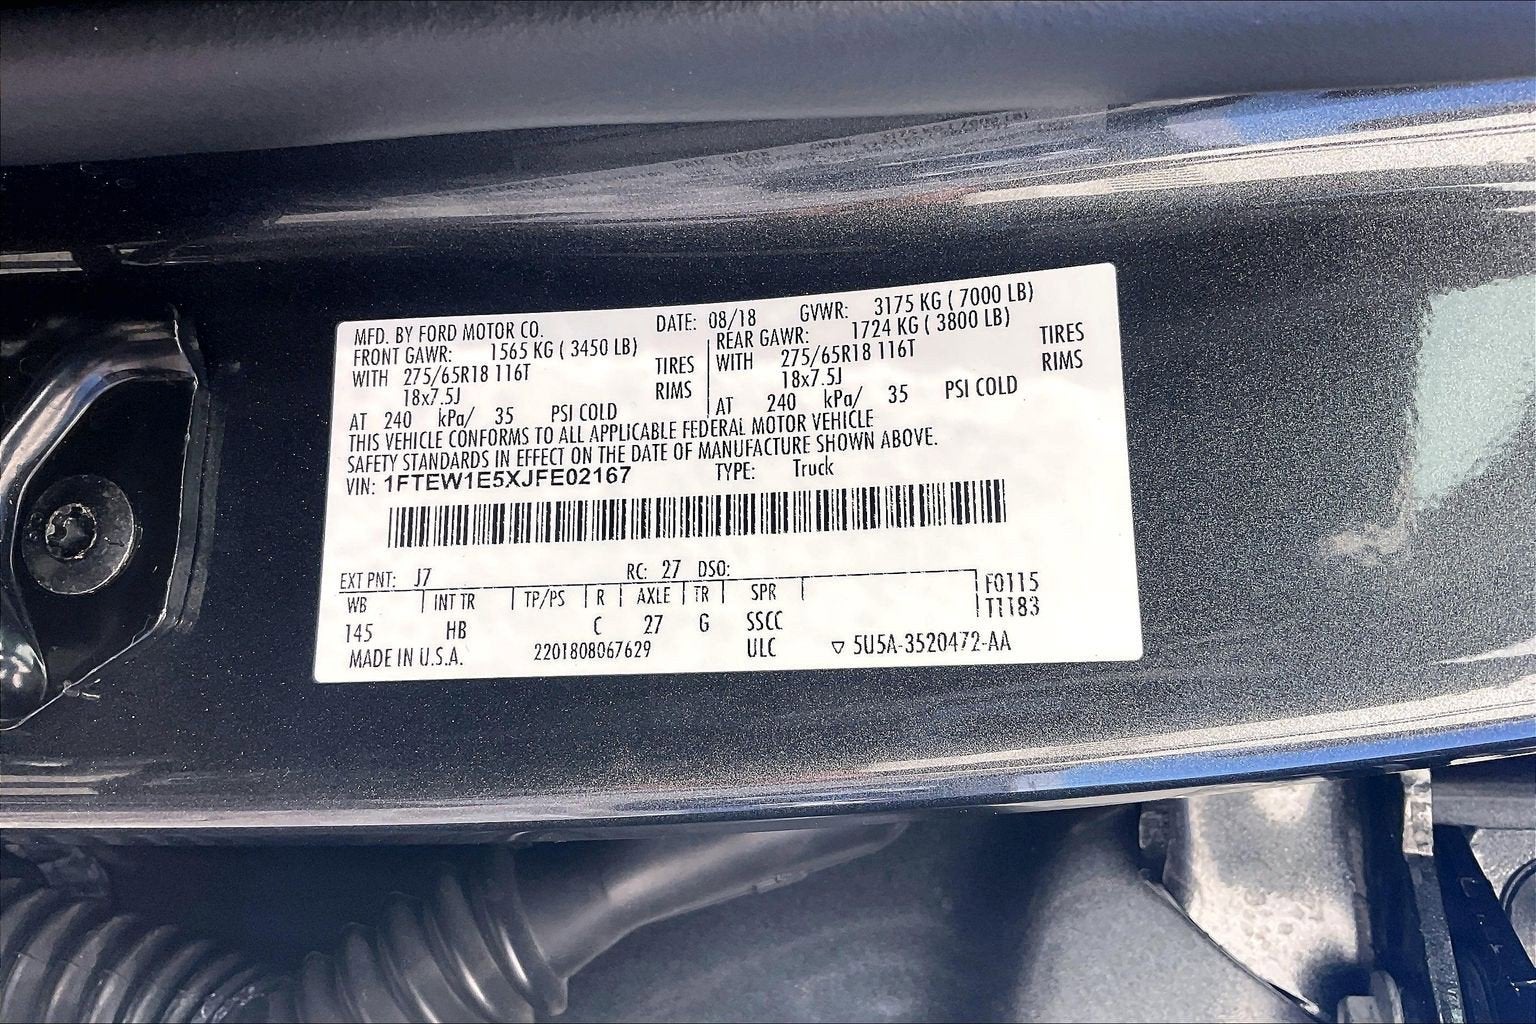 MFD. BY FORD MOTOR CO. DATE: 08/18 GVWR: 3175 KG ( 7000 LB)
FRONT GAWR: 1565 KG ( 3450 LB) REAR GAWR: 1724 KG ( 3800 LB)
WITH 275/65R18 116T TIRES WITH 275/65R18 116T TIRES
18x7.5J RIMS 18x7.5J RIMS
AT 240 kPa/ 35 PSI COLD AT 240 kPa/ 35 PSI COLD
THIS VEHICLE CONFORMS TO ALL APPLICABLE FEDERAL MOTOR VEHICLE
SAFETY STANDARDS IN EFFECT ON THE DATE OF MANUFACTURE SHOWN ABOVE.
VIN: 1FTEW1E5XJFE02167 TYPE: Truck
EXT PNT: J7 RC: 27 DSO:
WB INT TR TP/PS R AXLE TR SPR F0115
T1183
145 HB C 27 G SSCC
MADE IN U.S.A. 2201808067629 ULC ▽ 5U5A-3520472-AA